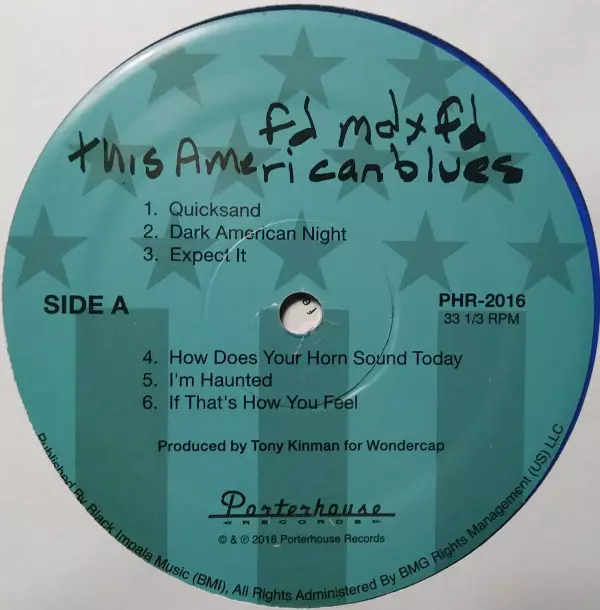 fd mdxfd
this American blues
1. Quicksand
2. Dark American Night
3. Expect It
SIDE A
PHR-2016
33 1/3 RPM
4. How Does Your Horn Sound Today
5. I'm Haunted
6. If That's How You Feel
Produced by Tony Kinman for Wondercap
Porterhouse
RECORDS
© & ℗ 2018 Porterhouse Records
Published By Black Impala Music (BMI), All Rights Administered By BMG Rights Management (US) LLC